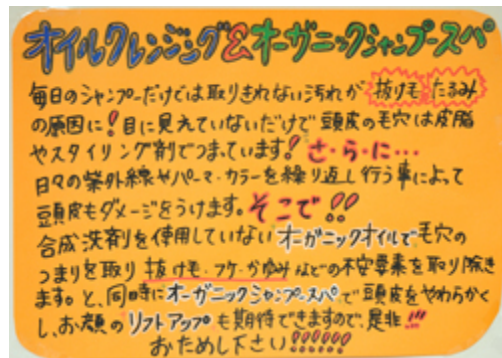 オイルクレンジング&オーガニックシャンプースパ
毎日のシャンプーだけでは取りきれない汚れが 抜け毛 たるみ
の原因に!目に見えていないだけで頭皮の毛穴は皮脂
やスタイリング剤でつまっています!さ・ら・に…
日々の紫外線やパーマ・カラーを繰り返し行う事によって
頭皮もダメージをうけます。そこで!!
合成洗剤を使用していないオーガニックオイルで毛穴の
つまりを取り 抜け毛・フケ・かゆみなどの不安要素を取り除き
ます。と、同時にオーガニックシャンプースパで頭皮をやわらかく
し、お顔のリフトアップも期待できますので、是非!!!
おためし下さい!!!!!!